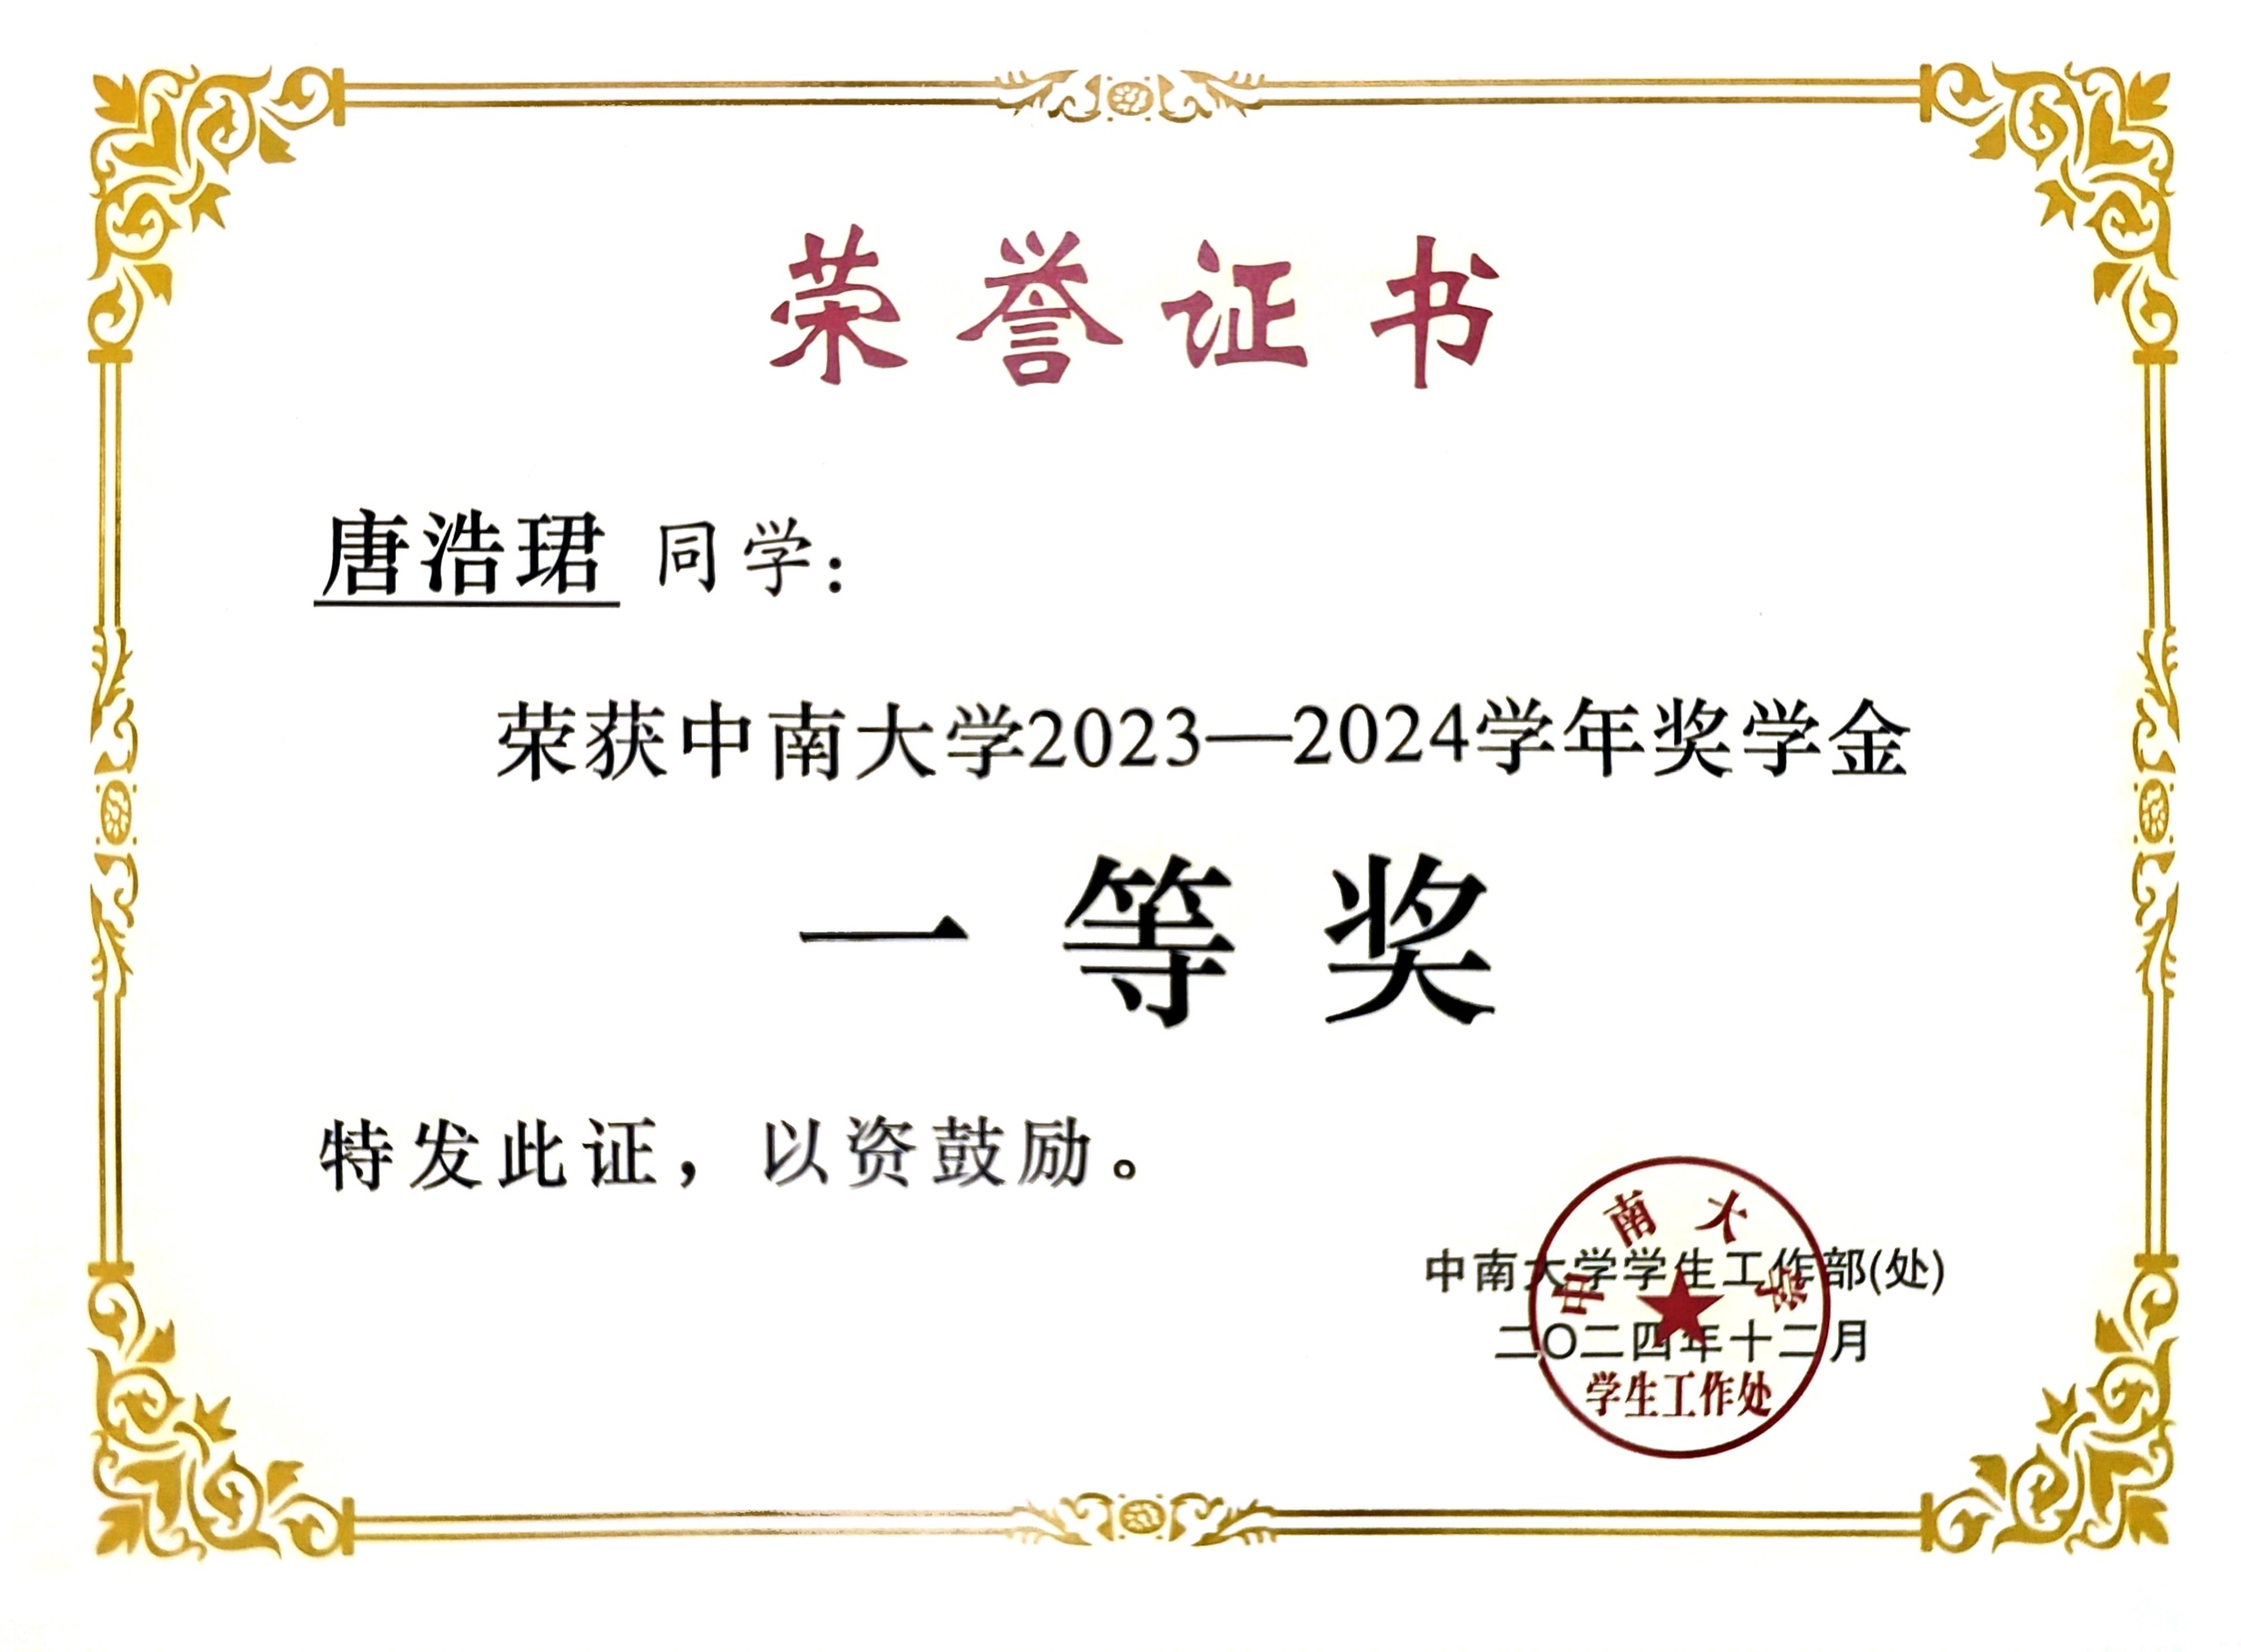 荣誉证书
唐浩珺 同学：
荣获中南大学2023—2024学年奖学金
一等奖
特发此证，以资鼓励。
中南大学
中南大学学生工作部(处)
二〇二四年十二月
学生工作处